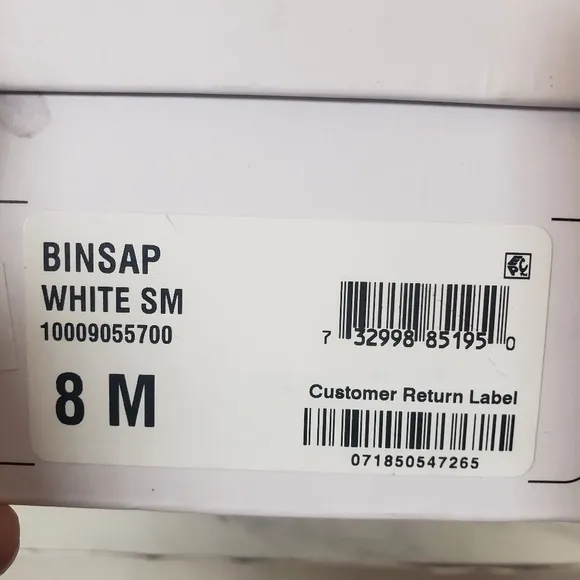 BINSAP
WHITE SM
10009055700
8 M
7 32998 85195 0
Customer Return Label
071850547265